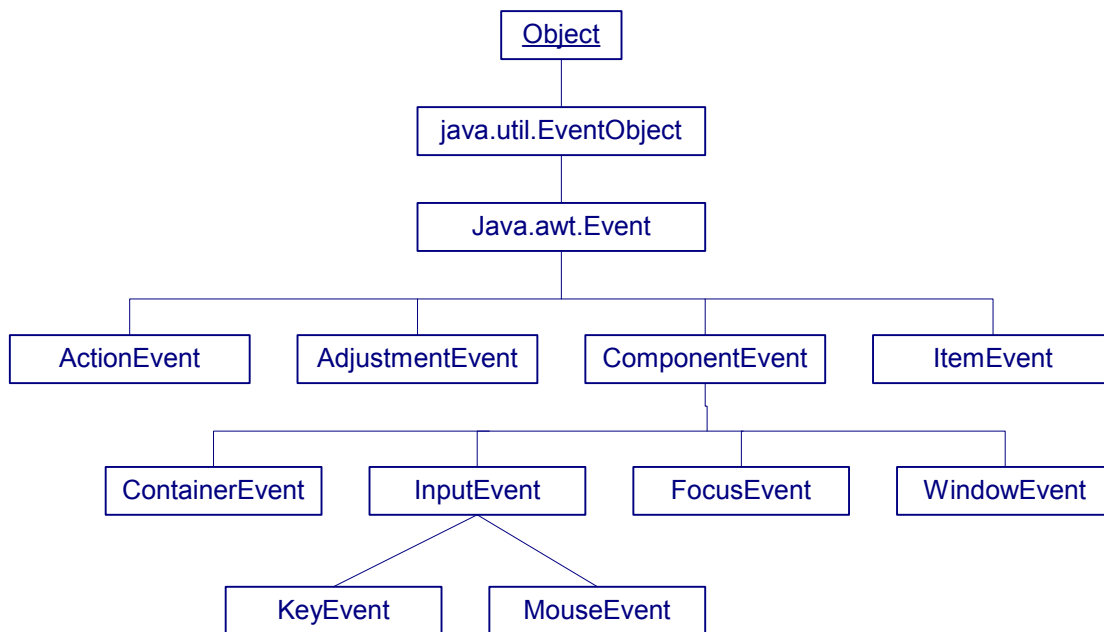 Object
java.util.EventObject
Java.awt.Event
ActionEvent
AdjustmentEvent
ComponentEvent
ItemEvent
ContainerEvent
InputEvent
FocusEvent
WindowEvent
KeyEvent
MouseEvent